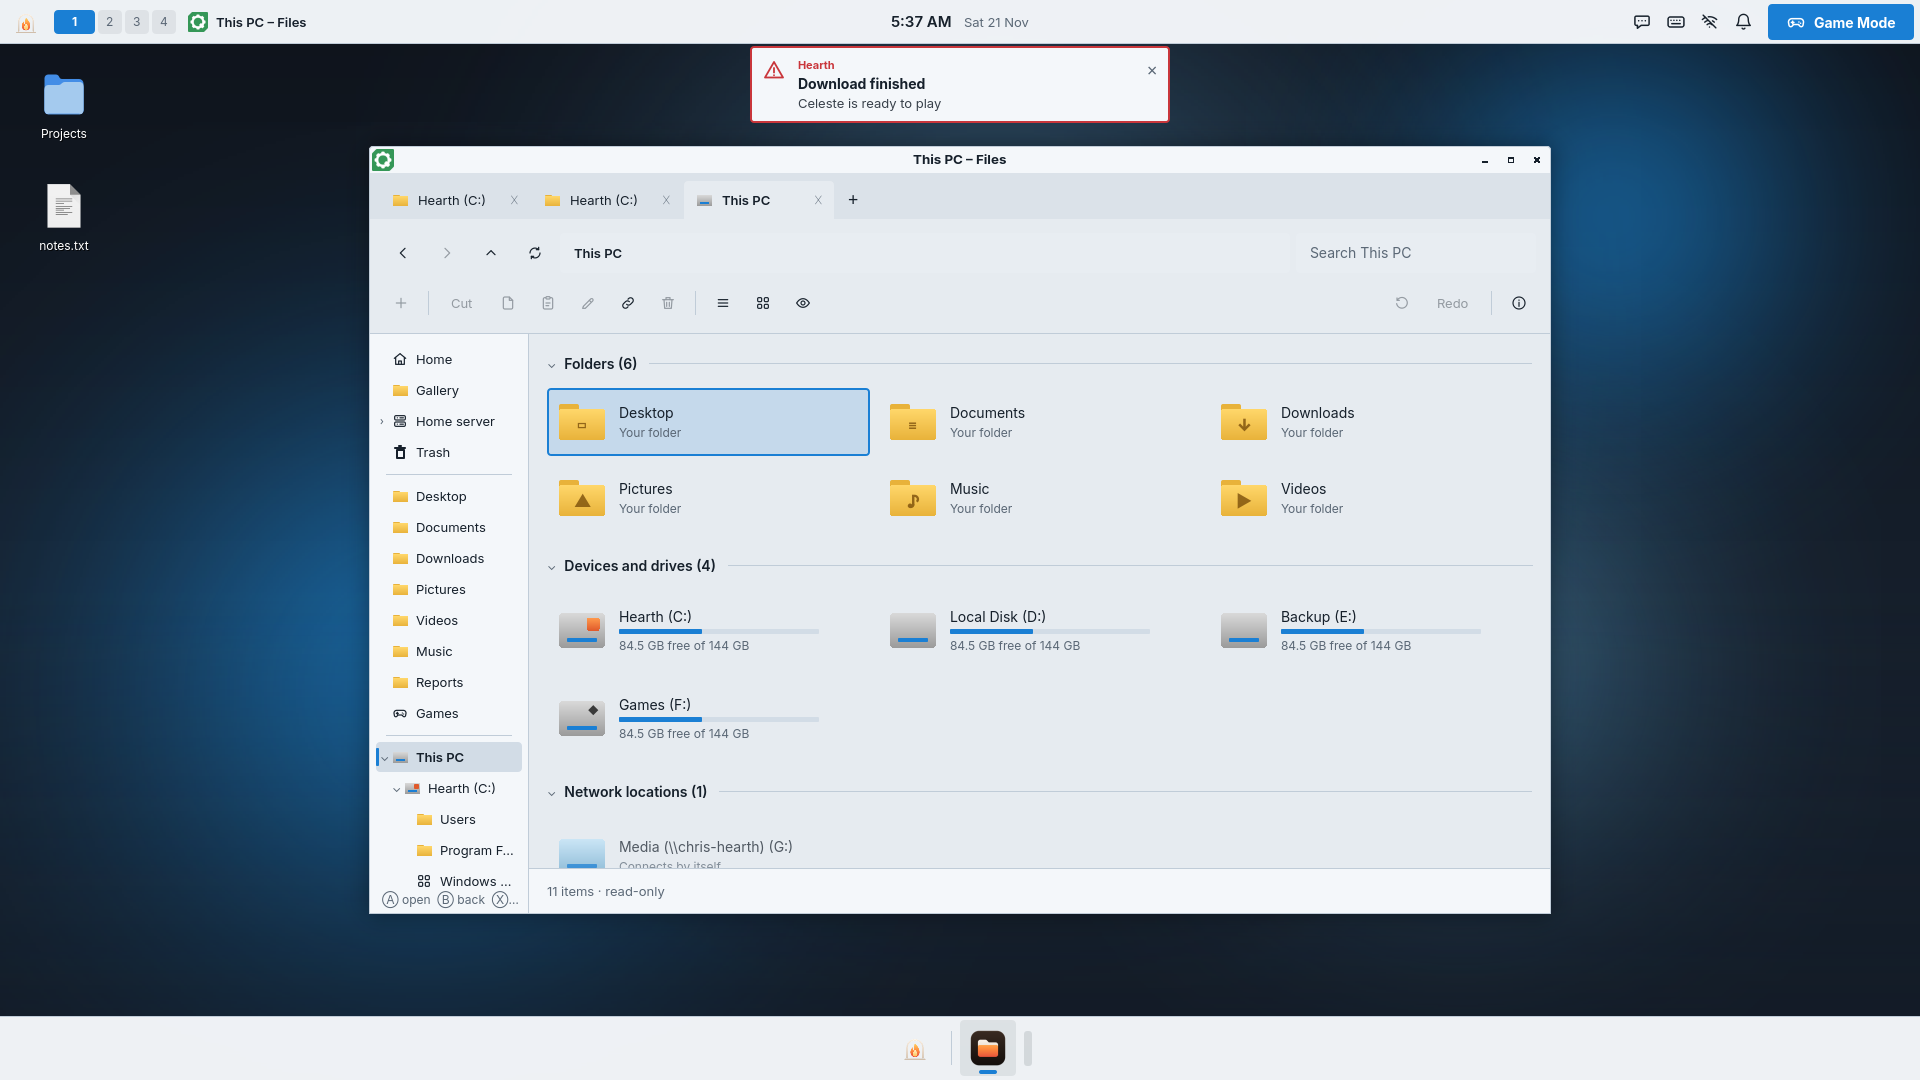 1 2 3 4 This PC – Files
5:37 AM Sat 21 Nov
Game Mode
Projects
notes.txt
Hearth
Download finished
Celeste is ready to play
This PC – Files
Hearth (C:) X Hearth (C:) X This PC X +
This PC
Search This PC
Cut
Redo
Home
Gallery
Home server
Trash
Desktop
Documents
Downloads
Pictures
Videos
Music
Reports
Games
This PC
Hearth (C:)
Users
Program F...
Windows ...
A open B back X...
Folders (6)
Desktop
Your folder
Documents
Your folder
Downloads
Your folder
Pictures
Your folder
Music
Your folder
Videos
Your folder
Devices and drives (4)
Hearth (C:)
84.5 GB free of 144 GB
Local Disk (D:)
84.5 GB free of 144 GB
Backup (E:)
84.5 GB free of 144 GB
Games (F:)
84.5 GB free of 144 GB
Network locations (1)
Media (\\chris-hearth) (G:)
Connects by itself
11 items · read-only